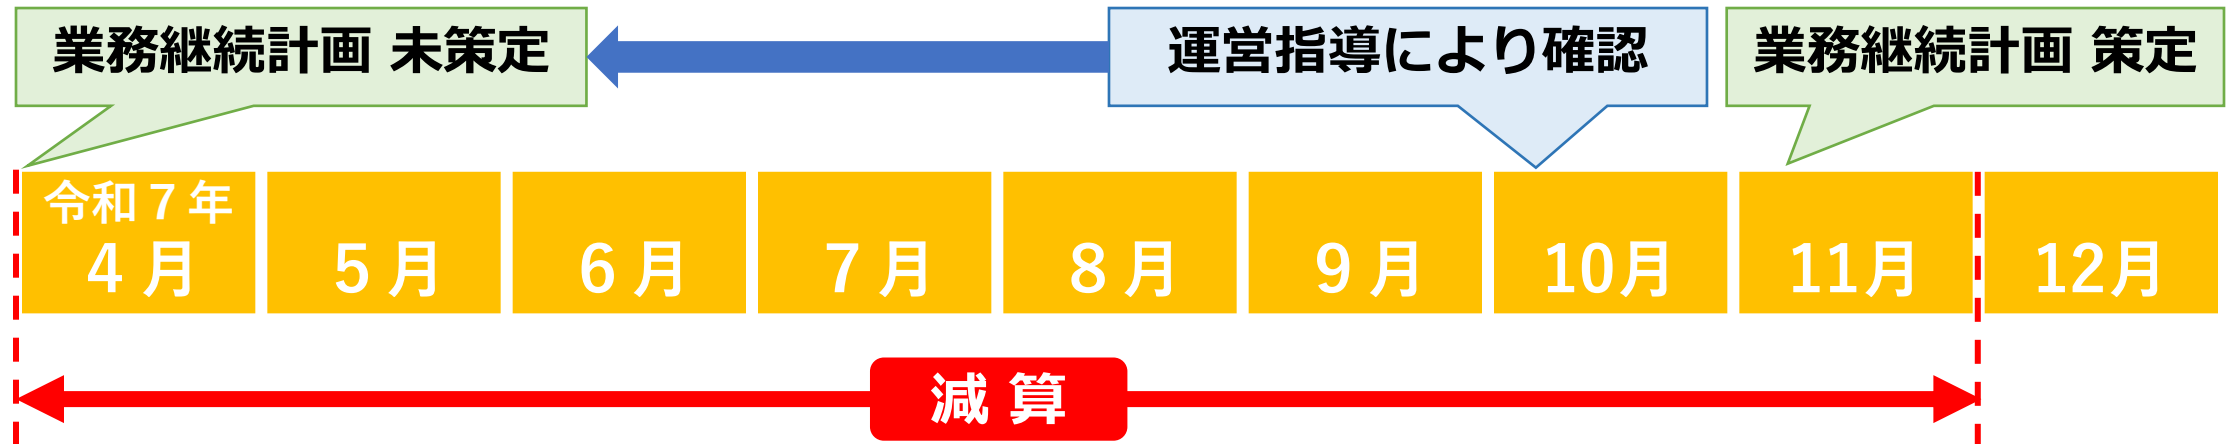 業務継続計画 未策定
運営指導により確認
業務継続計画 策定
令和７年
４月
５月
６月
７月
８月
９月
10月
11月
12月
減 算